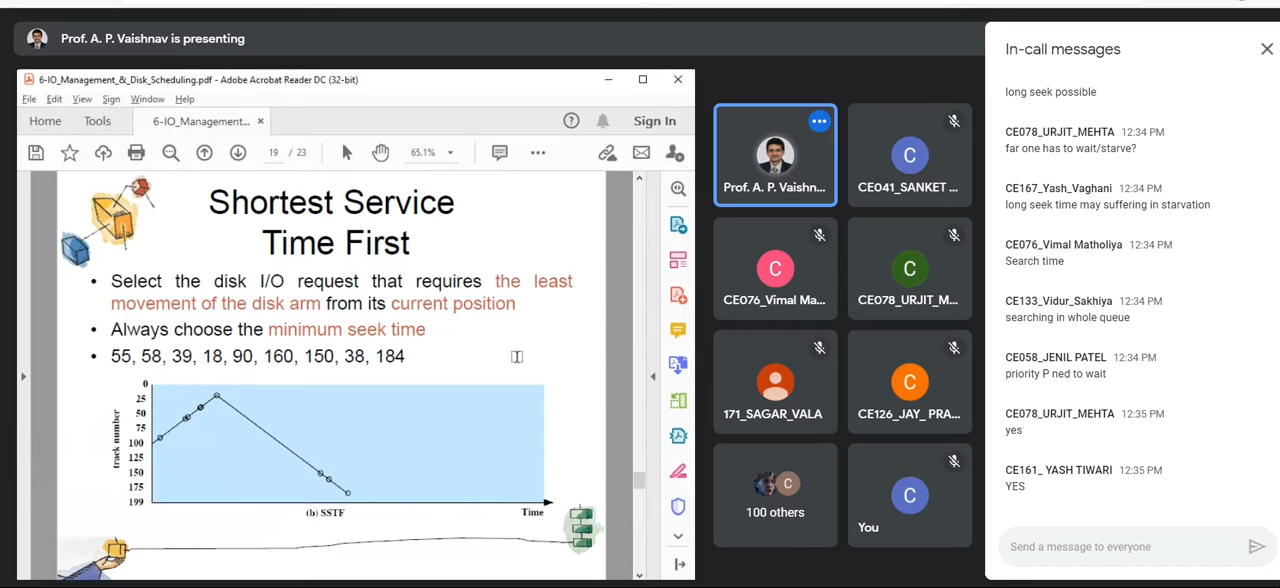 Prof. A. P. Vaishnav is presenting
6-IO_Management_&_Disk_Scheduling.pdf - Adobe Acrobat Reader DC (32-bit)
File Edit View Sign Window Help
Home Tools 6-IO_Management... × Sign In
19 / 23 65.1%
Shortest Service
Time First
• Select the disk I/O request that requires the least
movement of the disk arm from its current position
• Always choose the minimum seek time
• 55, 58, 39, 18, 90, 160, 150, 38, 184
track number
0
25
50
75
100
125
150
175
199
(b) SSTF Time
Prof. A. P. Vaishn...
C
CE041_SANKET ...
C
CE076_Vimal Ma...
C
CE078_URJIT_M...
171_SAGAR_VALA
C
CE126_JAY_ PRA...
C
100 others
C
You
In-call messages
long seek possible
CE078_URJIT_MEHTA 12:34 PM
far one has to wait/starve?
CE167_Yash_Vaghani 12:34 PM
long seek time may suffering in starvation
CE076_Vimal Matholiya 12:34 PM
Search time
CE133_Vidur_Sakhiya 12:34 PM
searching in whole queue
CE058_JENIL PATEL 12:34 PM
priority P ned to wait
CE078_URJIT_MEHTA 12:35 PM
yes
CE161_ YASH TIWARI 12:35 PM
YES
Send a message to everyone